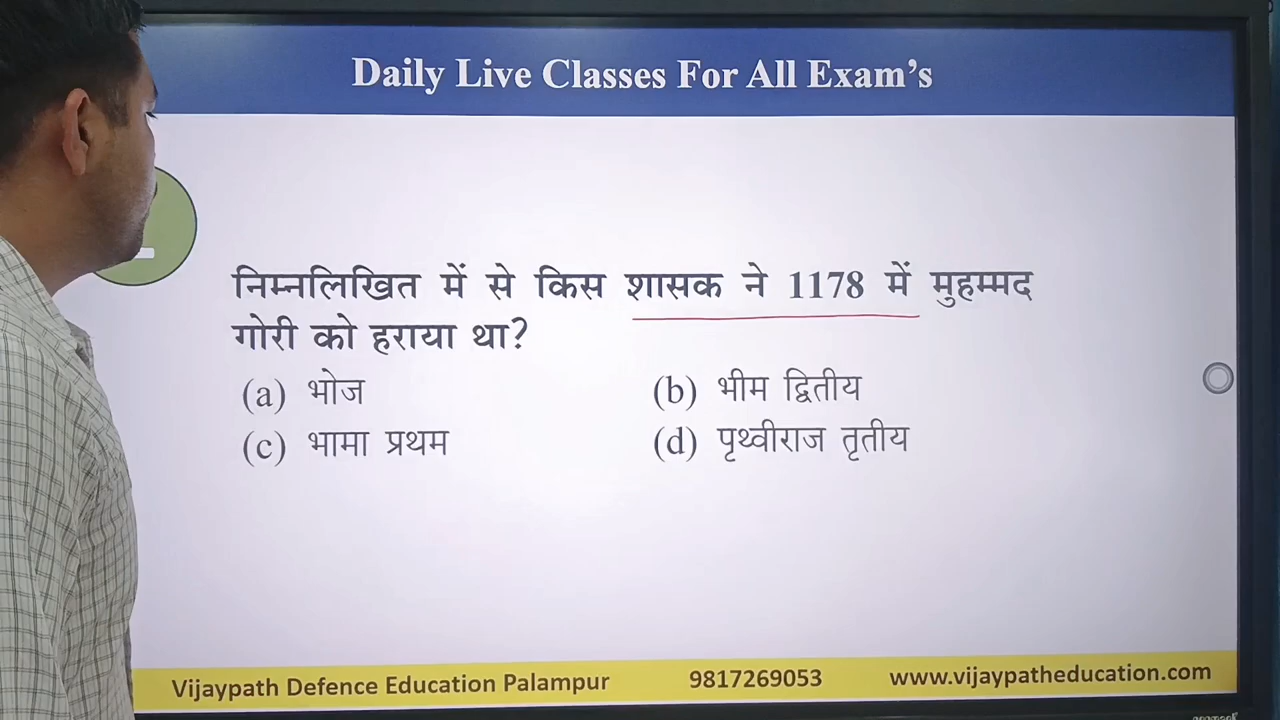 Daily Live Classes For All Exam's
निम्नलिखित में से किस शासक ने 1178 में मुहम्मद
गोरी को हराया था?
(a) भोज (b) भीम द्वितीय
(c) भामा प्रथम (d) पृथ्वीराज तृतीय
Vijaypath Defence Education Palampur 9817269053 www.vijaypatheducation.com